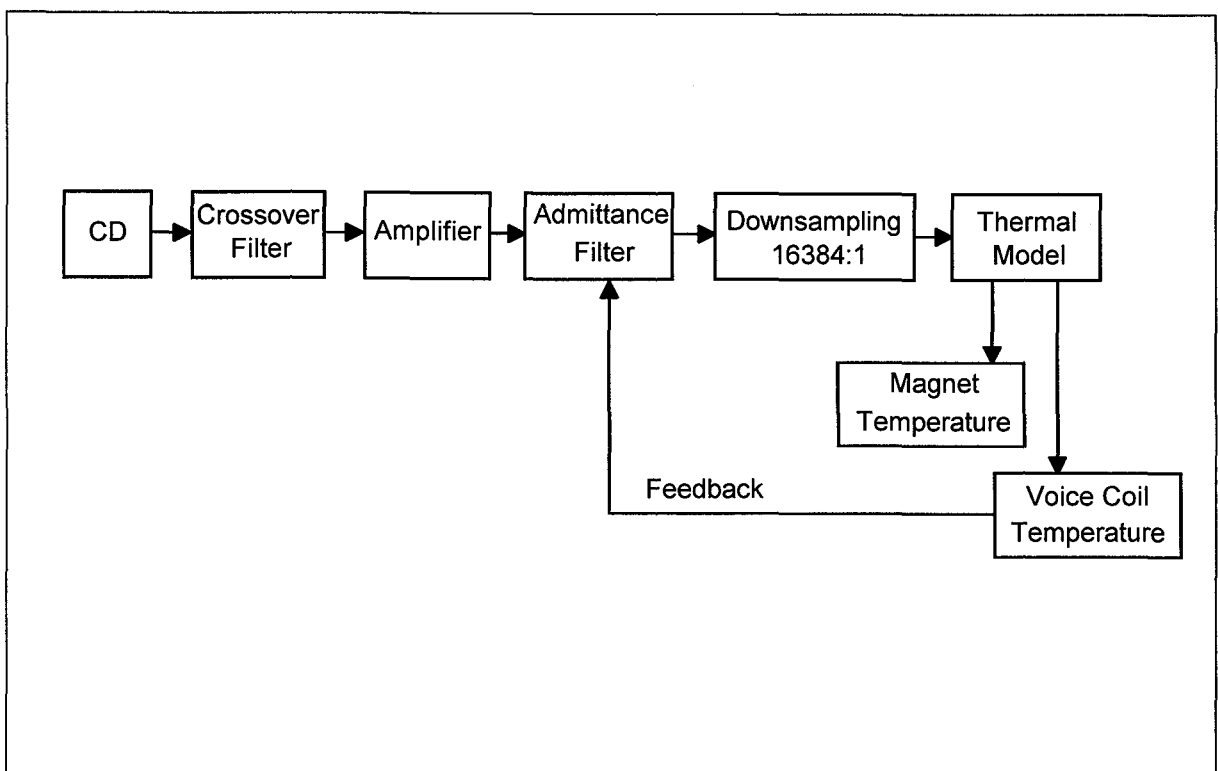 CD
Crossover
Filter
Amplifier
Admittance
Filter
Downsampling
16384:1
Thermal
Model
Magnet
Temperature
Feedback
Voice Coil
Temperature